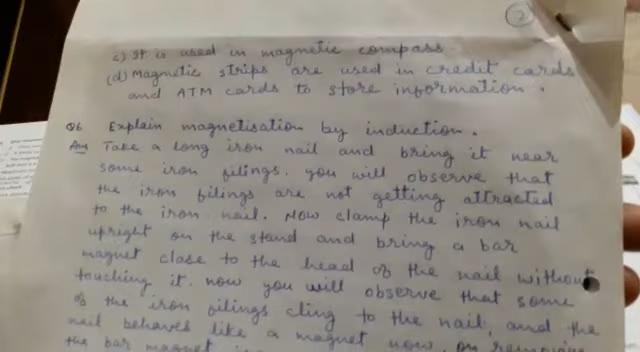 2
c) It is used in magnetic compass.
(d) Magnetic strips are used in credit cards
and ATM cards to store information.
Q6 Explain magnetisation by induction.
Ans Take a long iron nail and bring it near
some iron filings. you will observe that
the iron filings are not getting attracted
to the iron nail. Now clamp the iron nail
upright on the stand and bring a bar
magnet close to the head of the nail without
touching it. now you will observe that some
of the iron filings cling to the nail, and the
nail behaves like a magnet now. on removing
the bar magnet